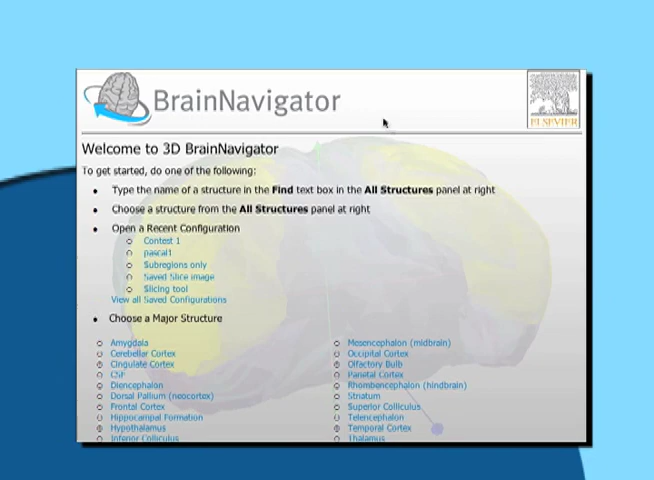 BrainNavigator
ELSEVIER
Welcome to 3D BrainNavigator
To get started, do one of the following:
Type the name of a structure in the Find text box in the All Structures panel at right
Choose a structure from the All Structures panel at right
Open a Recent Configuration
Contest 1
pascal1
Subregions only
Saved Slice image
Slicing tool
View all Saved Configurations
Choose a Major Structure
Amygdala
Cerebellar Cortex
Cingulate Cortex
CSF
Diencephalon
Dorsal Pallium (neocortex)
Frontal Cortex
Hippocampal Formation
Hypothalamus
Inferior Colliculus
Mesencephalon (midbrain)
Occipital Cortex
Olfactory Bulb
Parietal Cortex
Rhombencephalon (hindbrain)
Striatum
Superior Colliculus
Telencephalon
Temporal Cortex
Thalamus